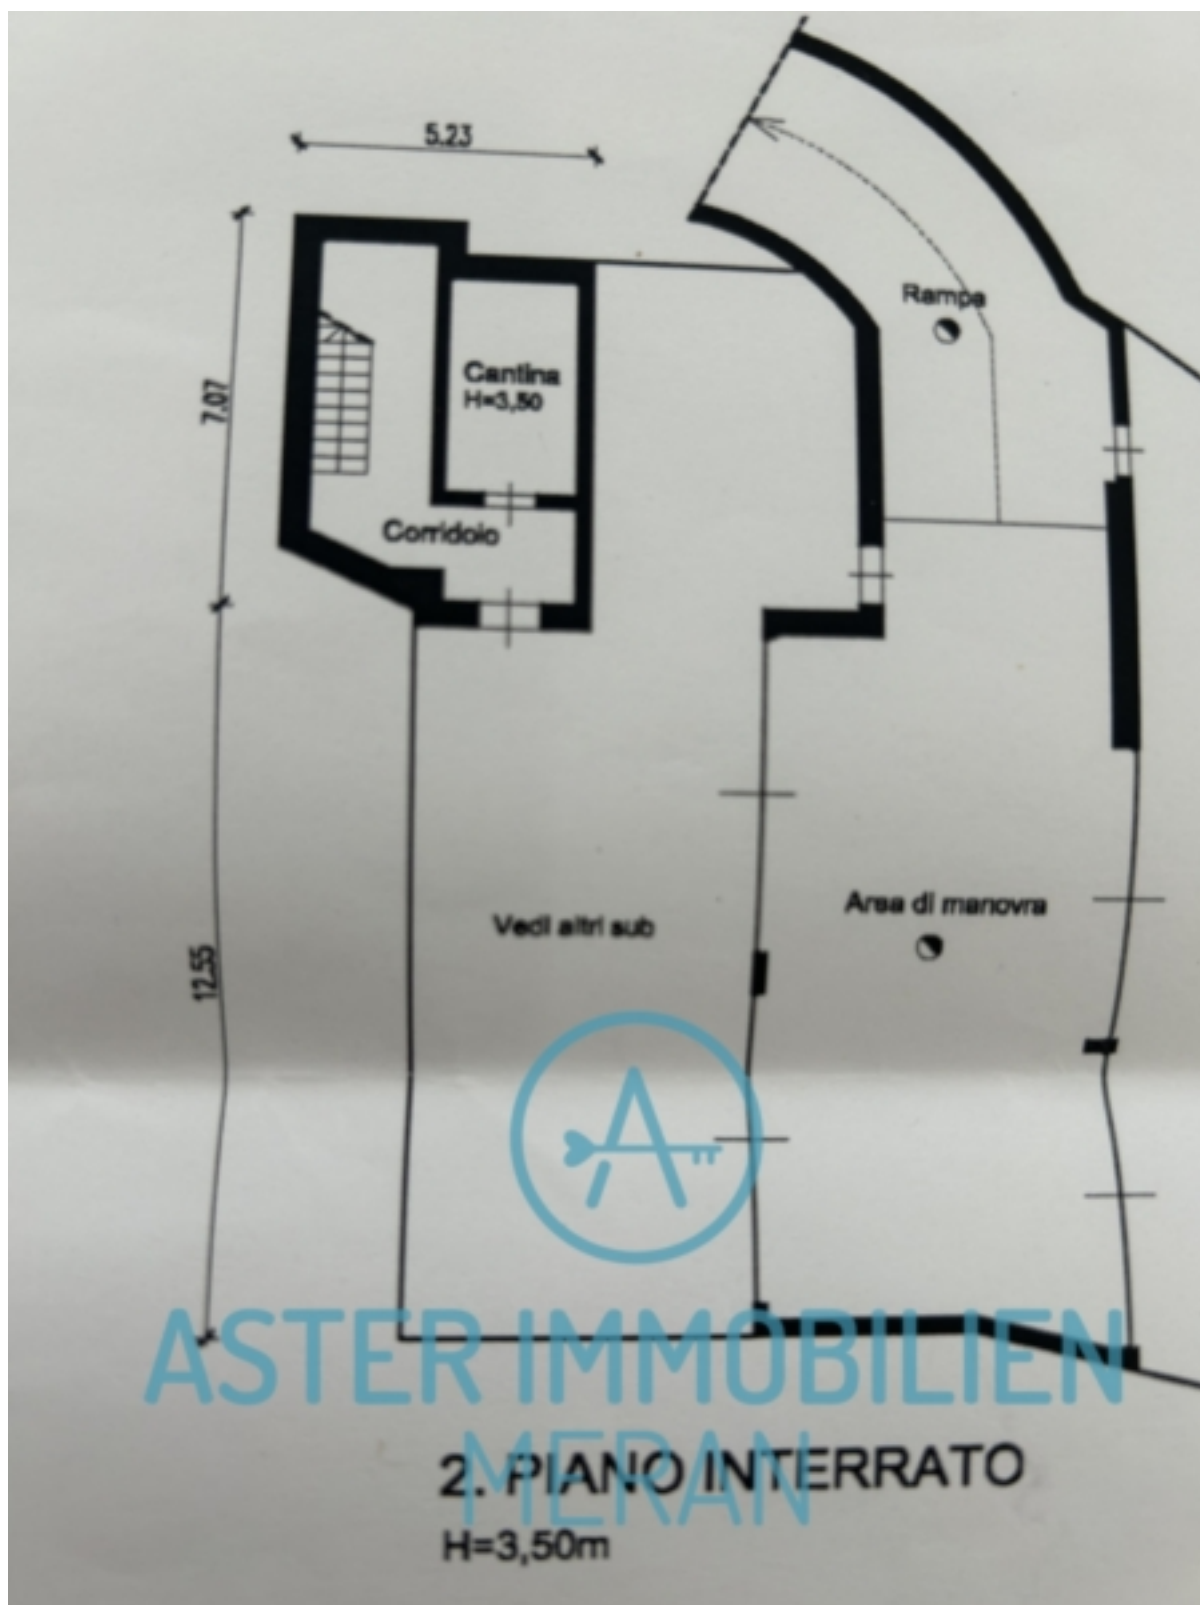 5.23
Rampa
7.07
Cantina
H=3,50
Corridoio
Area di manovra
Vedi altri sub
12.55
ASTER IMMOBILIEN
MERAN
2. PIANO INTERRATO
H=3,50m